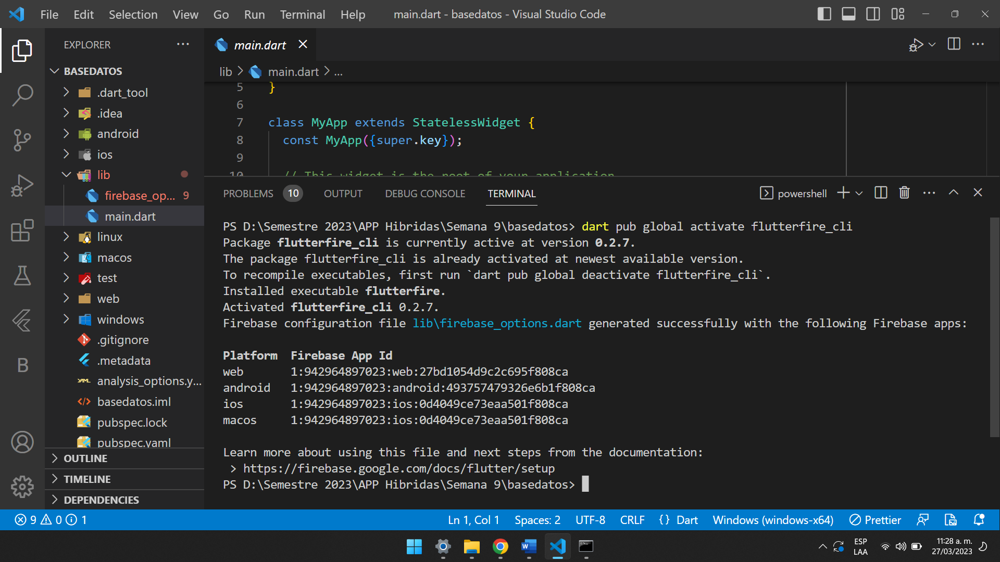 File Edit Selection View Go Run Terminal Help main.dart - basedatos - Visual Studio Code
EXPLORER
main.dart
BASEDATOS
lib > main.dart > ...
.dart_tool
.idea
android
ios
lib
firebase_op... 9
main.dart
linux
macos
test
web
windows
.gitignore
.metadata
analysis_options.y...
basedatos.iml
pubspec.lock
pubspec.yaml
OUTLINE
TIMELINE
DEPENDENCIES
5 }
6
7 class MyApp extends StatelessWidget {
8 const MyApp({super.key});
9
10 // This widget is the root of your application
PROBLEMS 10 OUTPUT DEBUG CONSOLE TERMINAL powershell
PS D:\Semestre 2023\APP Hibridas\Semana 9\basedatos> dart pub global activate flutterfire_cli
Package flutterfire_cli is currently active at version 0.2.7.
The package flutterfire_cli is already activated at newest available version.
To recompile executables, first run `dart pub global deactivate flutterfire_cli`.
Installed executable flutterfire.
Activated flutterfire_cli 0.2.7.
Firebase configuration file lib\firebase_options.dart generated successfully with the following Firebase apps:
Platform Firebase App Id
web 1:942964897023:web:27bd1054d9c2c695f808ca
android 1:942964897023:android:493757479326e6b1f808ca
ios 1:942964897023:ios:0d4049ce73eaa501f808ca
macos 1:942964897023:ios:0d4049ce73eaa501f808ca
Learn more about using this file and next steps from the documentation:
> https://firebase.google.com/docs/flutter/setup
PS D:\Semestre 2023\APP Hibridas\Semana 9\basedatos>
9 0 1 Ln 1, Col 1 Spaces: 2 UTF-8 CRLF {} Dart Windows (windows-x64) Prettier
ESP
LAA
11:28 a. m.
27/03/2023